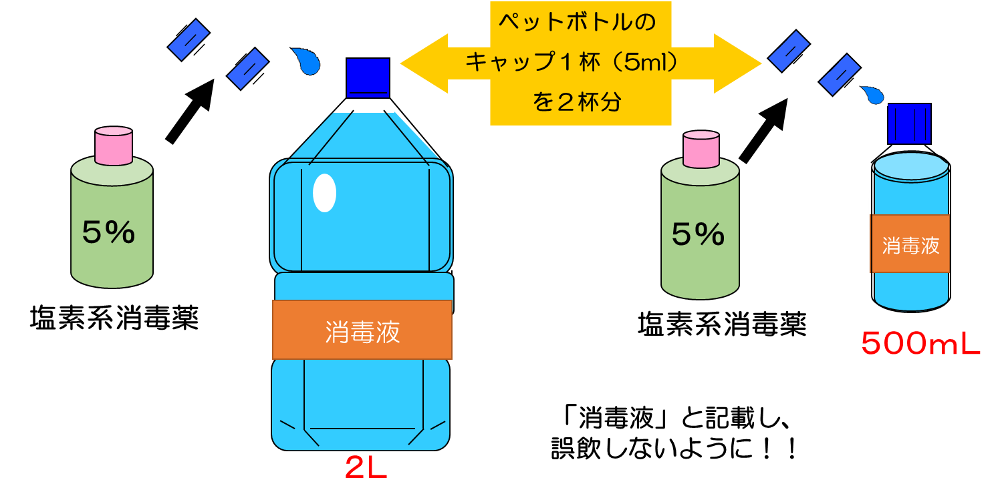 ペットボトルの
キャップ１杯（5ml）
を２杯分
５％
塩素系消毒薬
消毒液
２L
５％
塩素系消毒薬
消毒液
５００ｍL
「消毒液」と記載し、
誤飲しないように！！